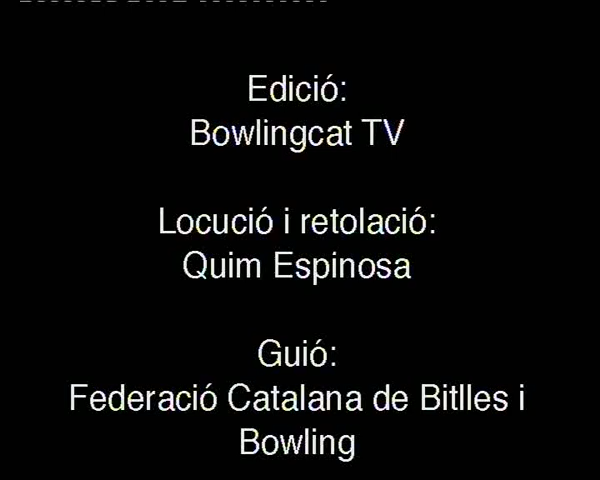 Edició:
Bowlingcat TV
Locució i retolació:
Quim Espinosa
Guió:
Federació Catalana de Bitlles i
Bowling